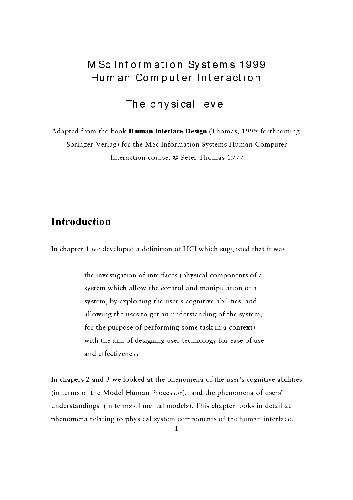 MSc Information Systems 1999
Human Computer Interaction
The physical level
Adapted from the book Human Interface Design (Thomas, 1999 forthcoming
Springer Verlag) for the MSc Information Systems Human Computer
Interaction course. © Peter Thomas 1999
Introduction
In chapter 1 we developed a definition of HCI which suggested that it was
the investigation of interfaces (physical components of a
system which allow the control and manipulation of a
system, by exploring the user's cognitive abilities, and
allowing the user to get an understanding of the system,
for the purpose of performing some task in a context)
with the aim of designing user technology for ease of use
and effectiveness
In chapers 2 and 3 we looked at the phenomena of the user's cognitive abilities
(in terms of the Model Human Processor), and the phenomena of users'
understandings (in terms of mental models). This chapter looks in detail at
phenomena relating to physical system components of the human interface.
1